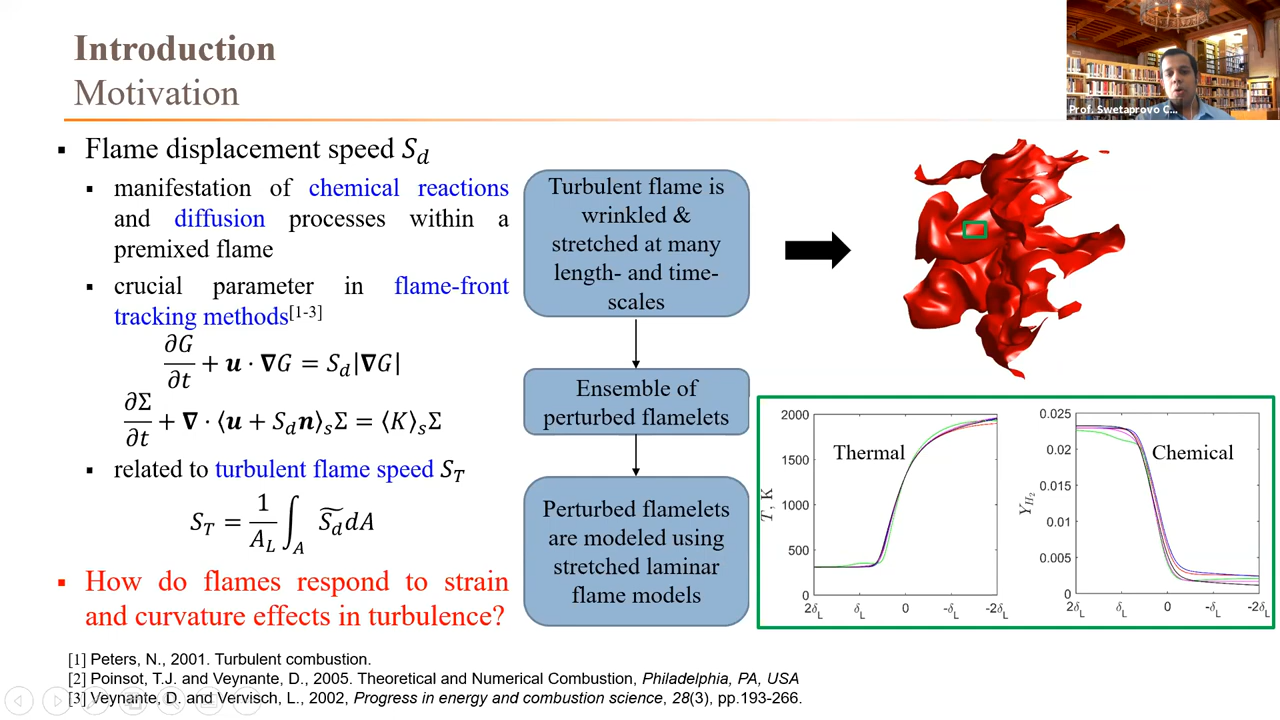 Introduction
Motivation
Prof. Swetaprovo C...
▪ Flame displacement speed S_d
▪ manifestation of chemical reactions
and diffusion processes within a
premixed flame
▪ crucial parameter in flame-front
tracking methods[1-3]
∂G/∂t + u · ∇G = S_d|∇G|
∂Σ/∂t + ∇ · ⟨u + S_d n⟩_s Σ = ⟨K⟩_s Σ
▪ related to turbulent flame speed S_T
S_T = 1/A_L ∫_A S̃_d dA
▪ How do flames respond to strain
and curvature effects in turbulence?
Turbulent flame is
wrinkled &
stretched at many
length- and time-
scales
Ensemble of
perturbed flamelets
Perturbed flamelets
are modeled using
stretched laminar
flame models
Thermal
T, K
2000
1500
1000
500
0
2δ_L δ_L 0 -δ_L -2δ_L
Chemical
Y_H₂
0.025
0.02
0.015
0.01
0.005
0
2δ_L δ_L 0 -δ_L -2δ_L
[1] Peters, N., 2001. Turbulent combustion.
[2] Poinsot, T.J. and Veynante, D., 2005. Theoretical and Numerical Combustion, Philadelphia, PA, USA
[3] Veynante, D. and Vervisch, L., 2002, Progress in energy and combustion science, 28(3), pp.193-266.